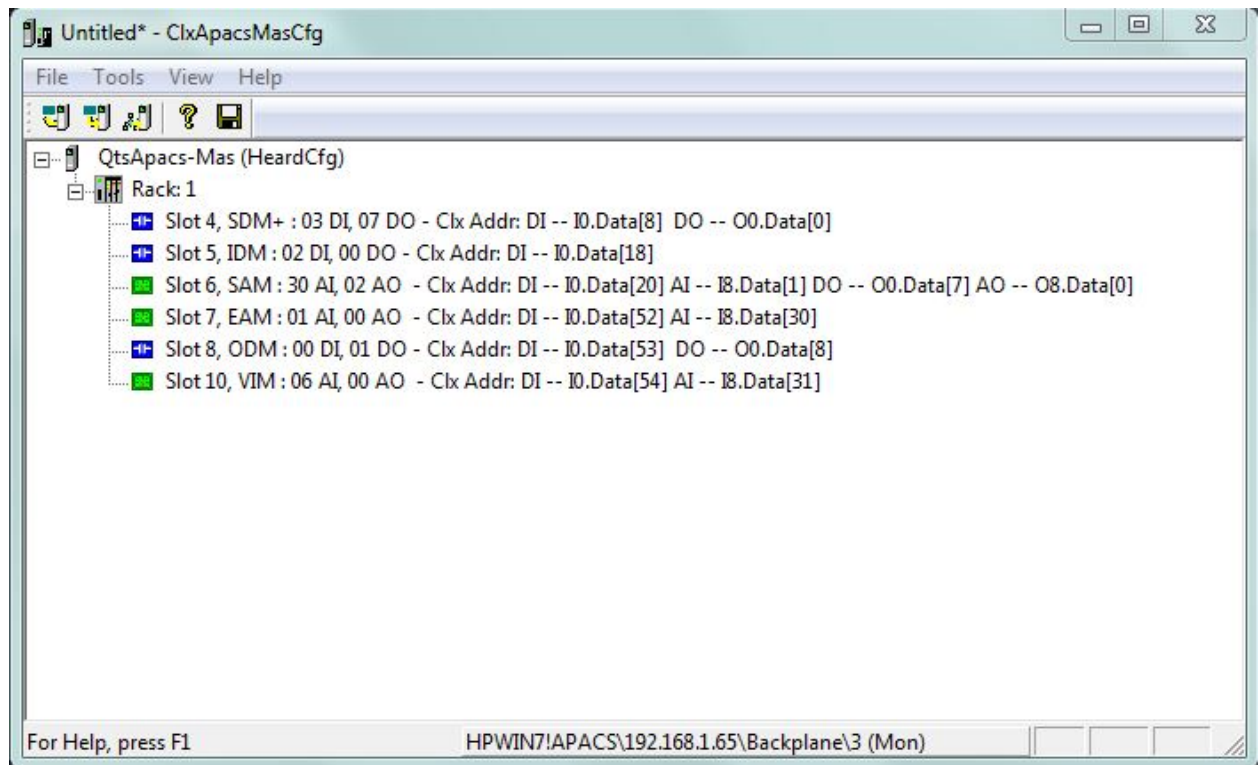 Untitled* - ClxApacsMasCfg
File Tools View Help
QtsApacs-Mas (HeardCfg)
Rack: 1
Slot 4, SDM+ : 03 DI, 07 DO - Clx Addr: DI -- I0.Data[8] DO -- O0.Data[0]
Slot 5, IDM : 02 DI, 00 DO - Clx Addr: DI -- I0.Data[18]
Slot 6, SAM : 30 AI, 02 AO - Clx Addr: DI -- I0.Data[20] AI -- I8.Data[1] DO -- O0.Data[7] AO -- O8.Data[0]
Slot 7, EAM : 01 AI, 00 AO - Clx Addr: DI -- I0.Data[52] AI -- I8.Data[30]
Slot 8, ODM : 00 DI, 01 DO - Clx Addr: DI -- I0.Data[53] DO -- O0.Data[8]
Slot 10, VIM : 06 AI, 00 AO - Clx Addr: DI -- I0.Data[54] AI -- I8.Data[31]
For Help, press F1 HPWIN7!APACS\192.168.1.65\Backplane\3 (Mon)